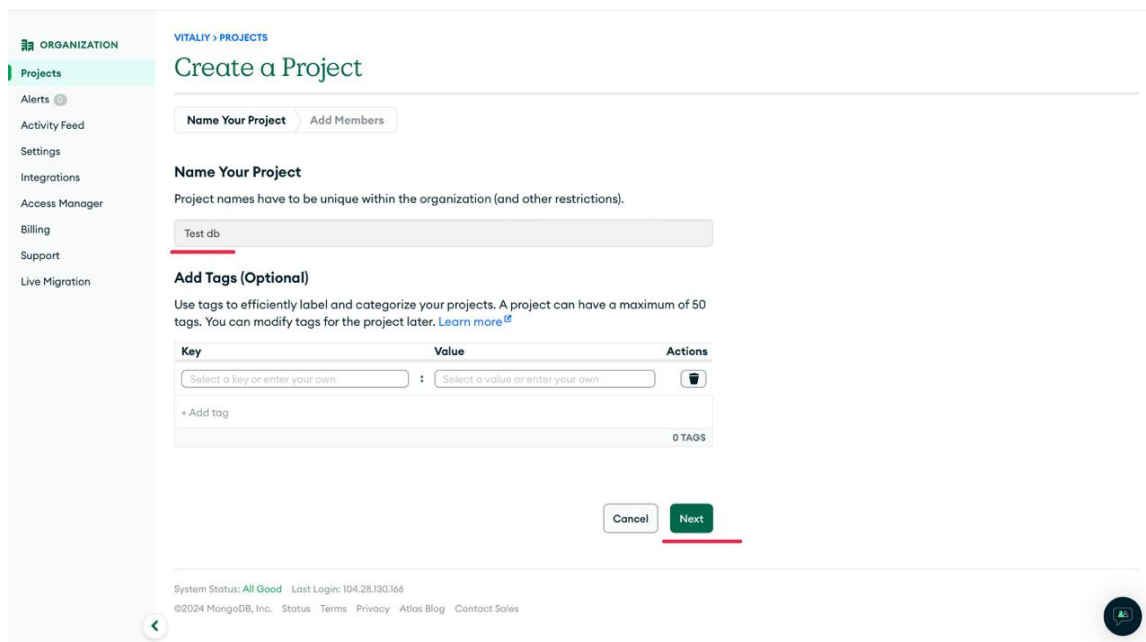 ORGANIZATION
Projects
Alerts 0
Activity Feed
Settings
Integrations
Access Manager
Billing
Support
Live Migration
VITALIY > PROJECTS
Create a Project
Name Your Project
Add Members
Name Your Project
Project names have to be unique within the organization (and other restrictions).
Test db
Add Tags (Optional)
Use tags to efficiently label and categorize your projects. A project can have a maximum of 50
tags. You can modify tags for the project later. Learn more
Key Value Actions
Select a key or enter your own : Select a value or enter your own
+ Add tag
0 TAGS
Cancel Next
System Status: All Good Last Login: 104.28.130.166
©2024 MongoDB, Inc. Status Terms Privacy Atlas Blog Contact Sales